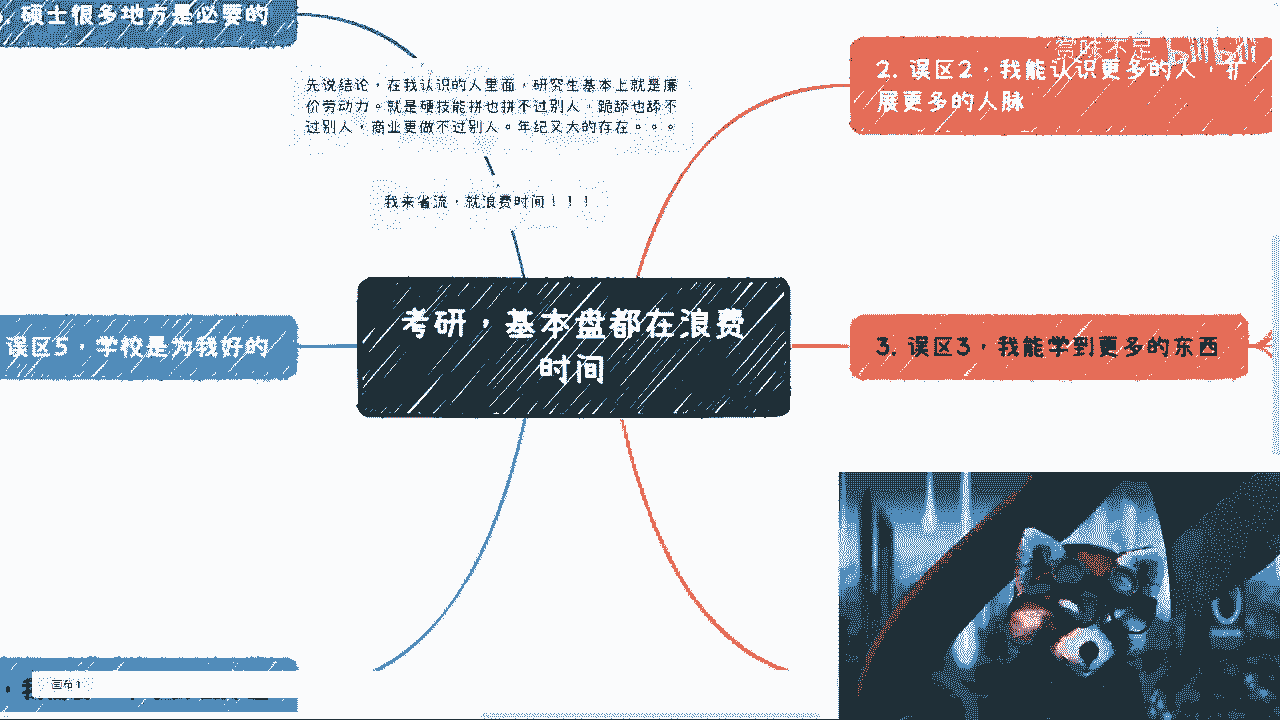 硕士很多地方是必要的
先说结论，在我认识的人里面，研究生基本上就是廉
价劳动力。就是硬技能拼也拼不过别人，跪舔也舔不
过别人，商业更做不过别人。年纪又大的存在。。。
我来省流，就浪费时间！！！
2. 误区2，我能认识更多的人，扩
展更多的人脉
bilibili
考研，基本盘都在浪费
时间
误区5，学校是为我好的
3. 误区3，我能学到更多的东西
画布1